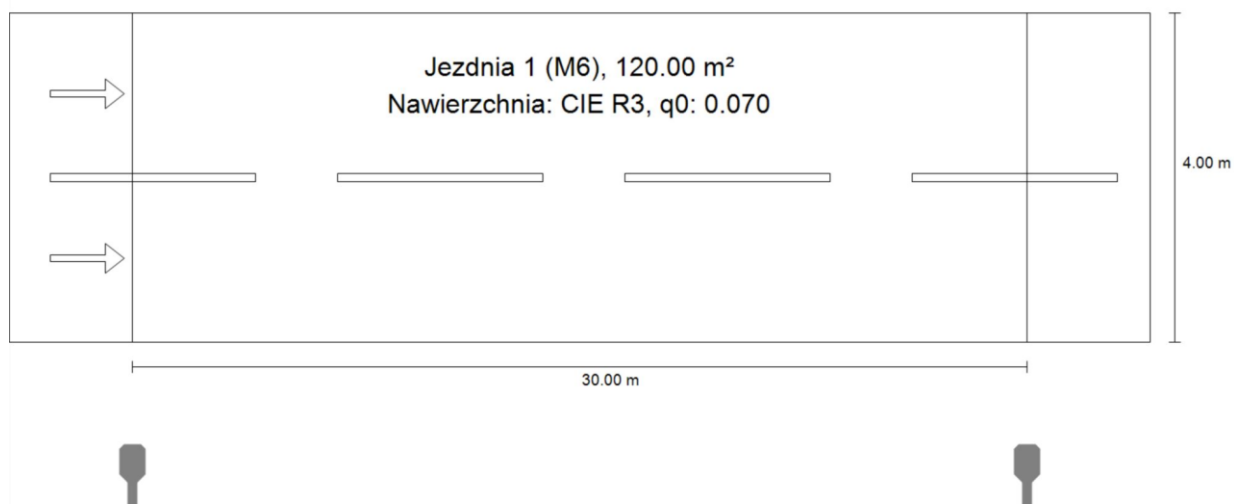 Jezdnia 1 (M6), 120.00 m²
Nawierzchnia: CIE R3, q0: 0.070
4.00 m
30.00 m